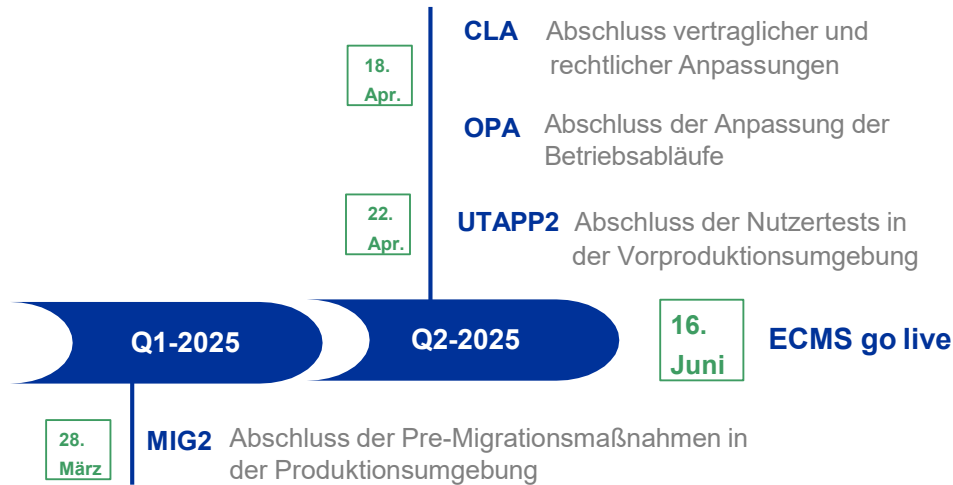 18.
Apr.
CLA Abschluss vertraglicher und
rechtlicher Anpassungen
OPA Abschluss der Anpassung der
Betriebsabläufe
22.
Apr.
UTAPP2 Abschluss der Nutzertests in
der Vorproduktionsumgebung
Q1-2025
Q2-2025
16.
Juni
ECMS go live
28.
März
MIG2 Abschluss der Pre-Migrationsmaßnahmen in
der Produktionsumgebung